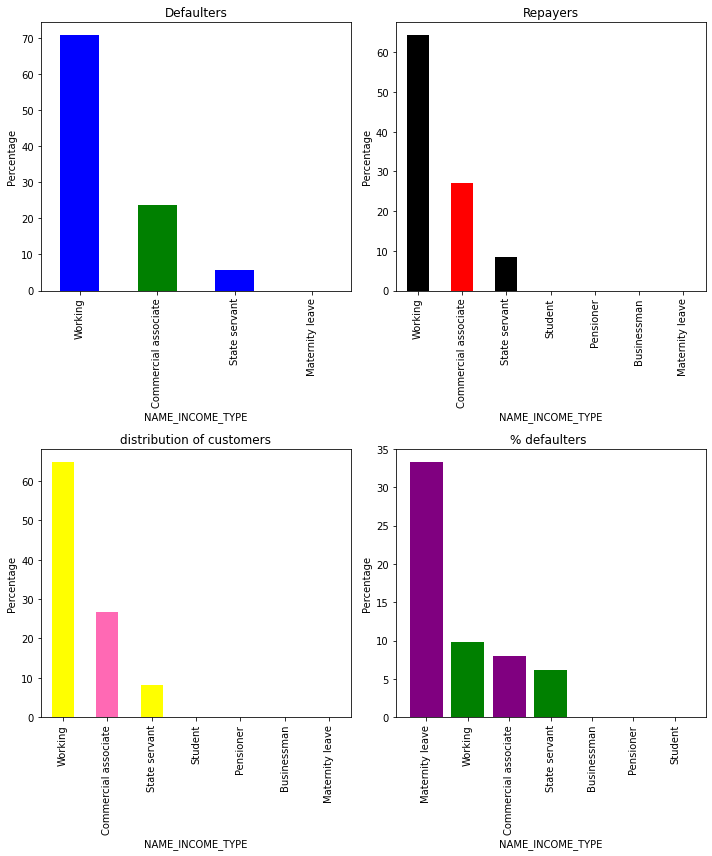 Defaulters
Percentage
70
60
50
40
30
20
10
0
Working
Commercial associate
State servant
Maternity leave
NAME_INCOME_TYPE
Repayers
Percentage
60
50
40
30
20
10
0
Working
Commercial associate
State servant
Student
Pensioner
Businessman
Maternity leave
NAME_INCOME_TYPE
distribution of customers
Percentage
60
50
40
30
20
10
0
Working
Commercial associate
State servant
Student
Pensioner
Businessman
Maternity leave
NAME_INCOME_TYPE
% defaulters
Percentage
35
30
25
20
15
10
5
0
Maternity leave
Working
Commercial associate
State servant
Businessman
Pensioner
Student
NAME_INCOME_TYPE